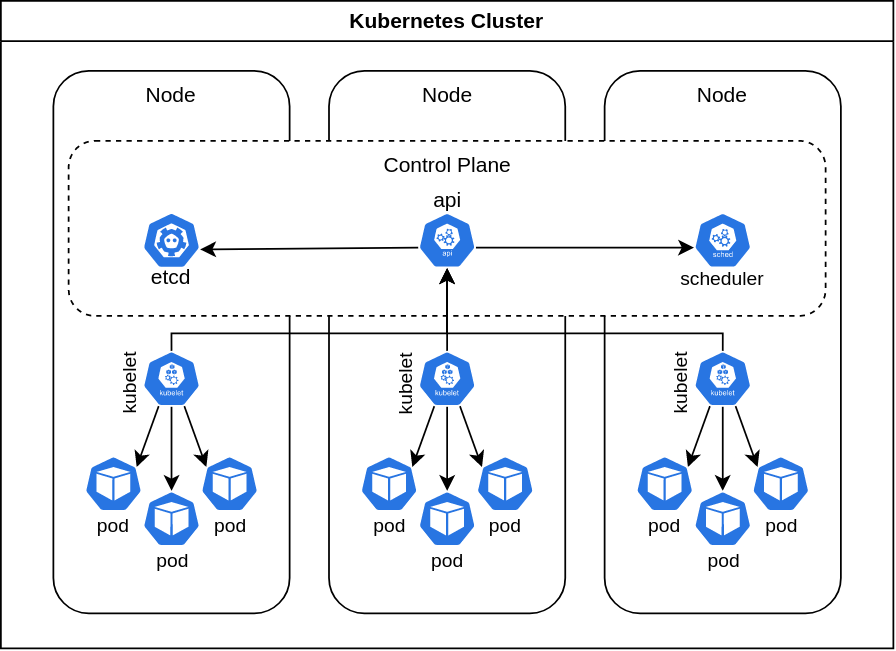 Kubernetes Cluster
Node
Node
Node
Control Plane
api
api
sched
etcd
scheduler
kubelet
kubelet
kubelet
kubelet
kubelet
kubelet
pod
pod
pod
pod
pod
pod
pod
pod
pod